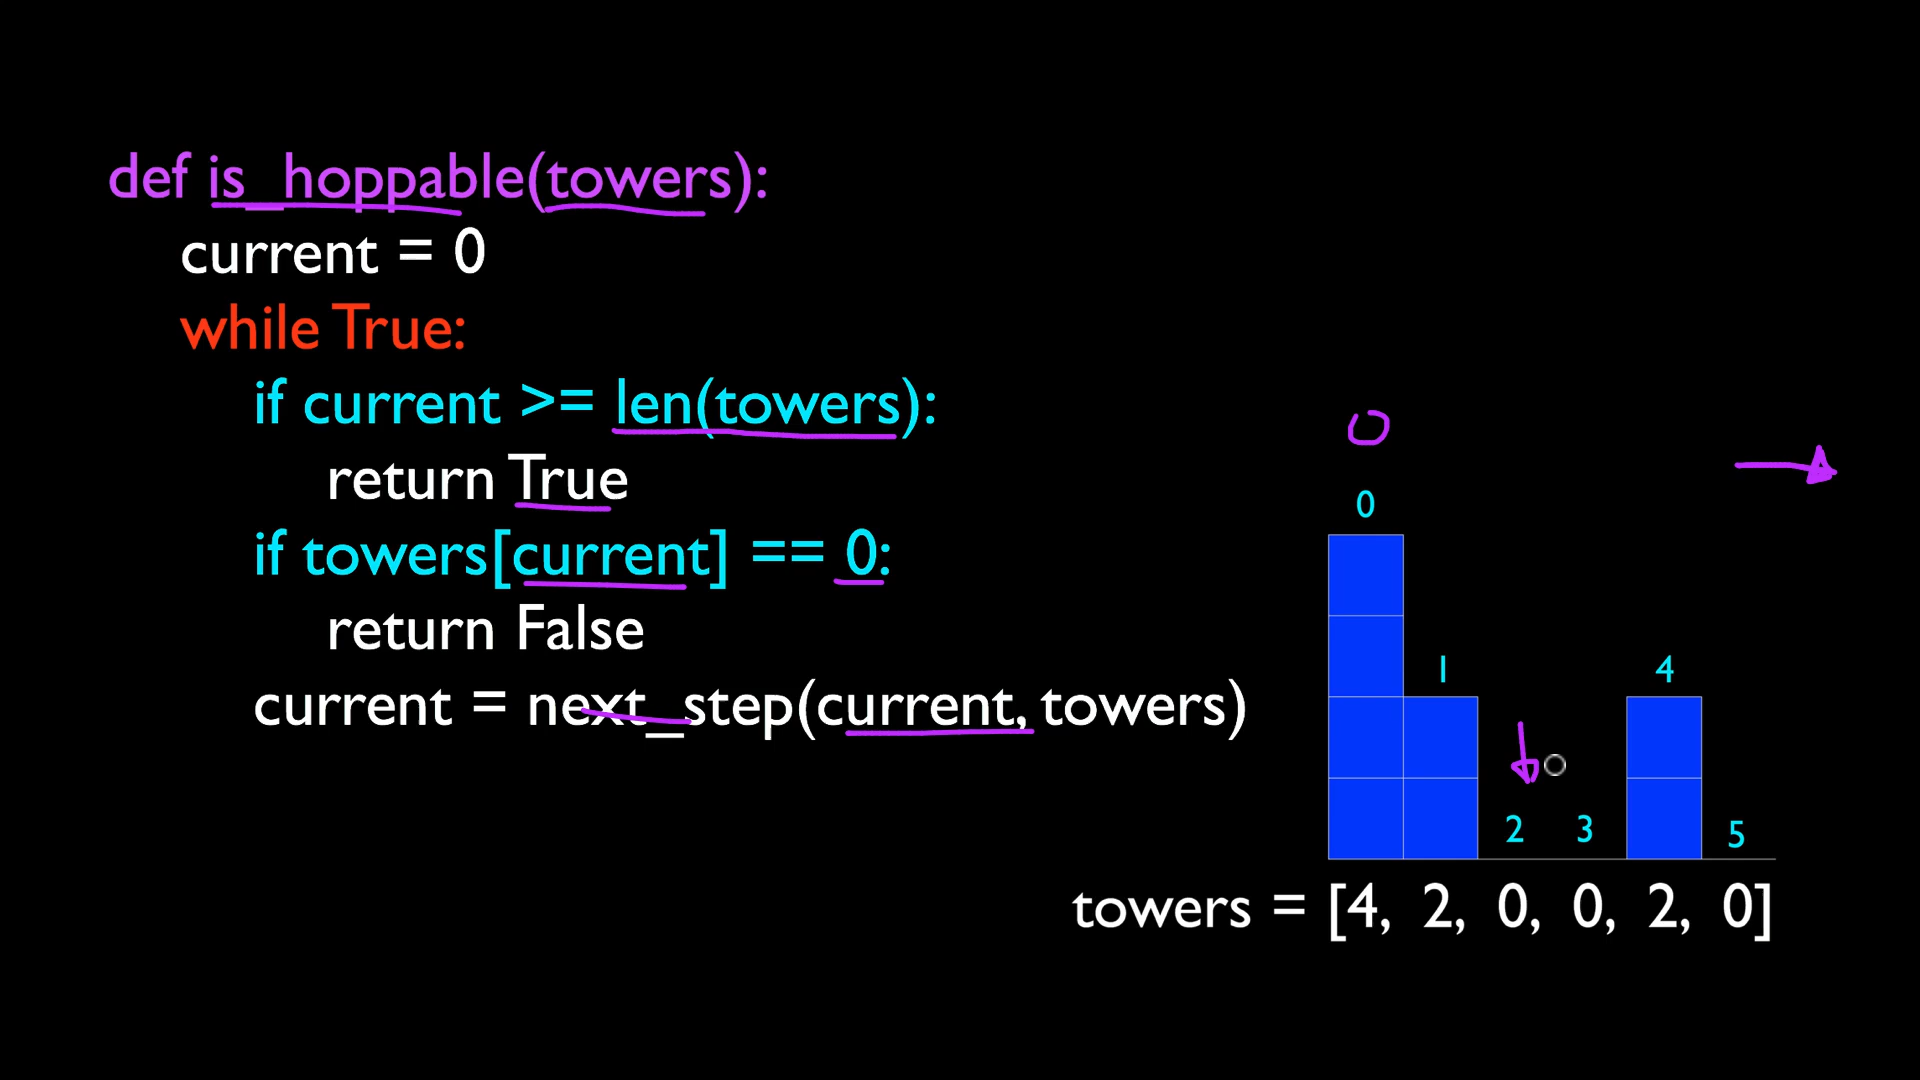 def is_hoppable(towers):
current = 0
while True:
if current >= len(towers):
return True
if towers[current] == 0:
return False
current = next_step(current, towers)
0
0
1
4
2
3
5
towers = [4, 2, 0, 0, 2, 0]